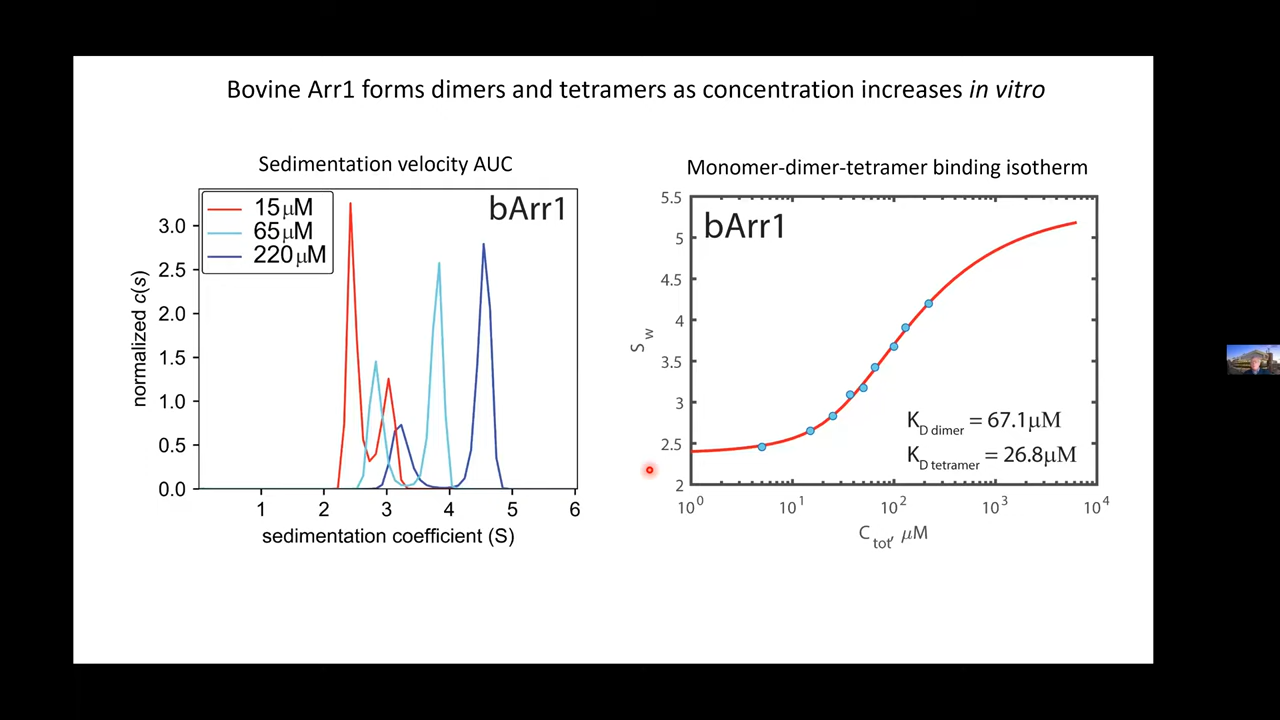 Bovine Arr1 forms dimers and tetramers as concentration increases in vitro
Sedimentation velocity AUC
15μM
65μM
220μM
bArr1
normalized c(s)
3.0
2.5
2.0
1.5
1.0
0.5
0.0
1 2 3 4 5 6
sedimentation coefficient (S)
Monomer-dimer-tetramer binding isotherm
bArr1
S_w
5.5
5
4.5
4
3.5
3
2.5
2
K_D dimer = 67.1μM
K_D tetramer = 26.8μM
10^0 10^1 10^2 10^3 10^4
C_tot, μM